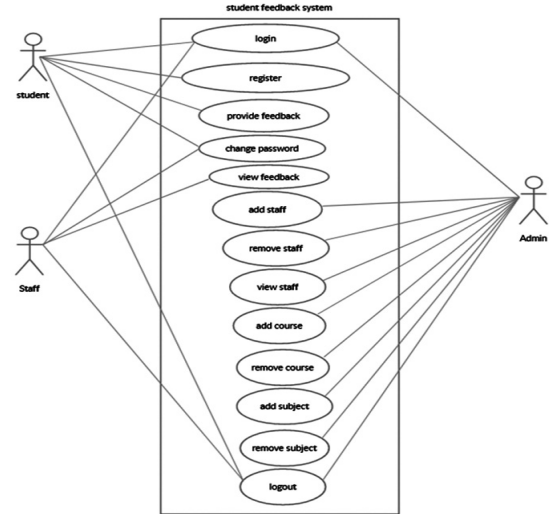 student feedback system
login
register
student
provide feedback
change password
view feedback
add staff
Admin
remove staff
Staff
view staff
add course
remove course
add subject
remove subject
logout